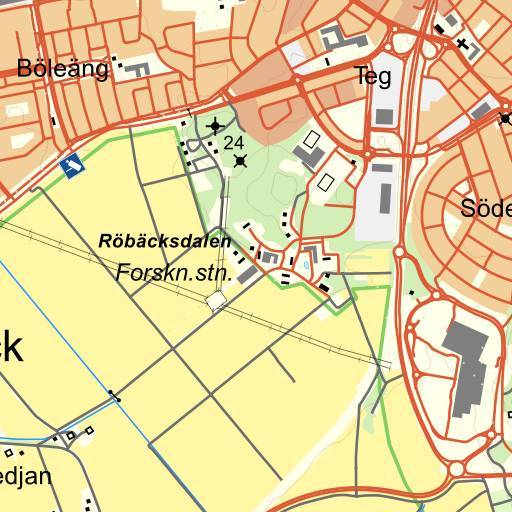 Böleäng
Teg
24
Söde
Röbäcksdalen
Forskn.stn.
ck
edjan